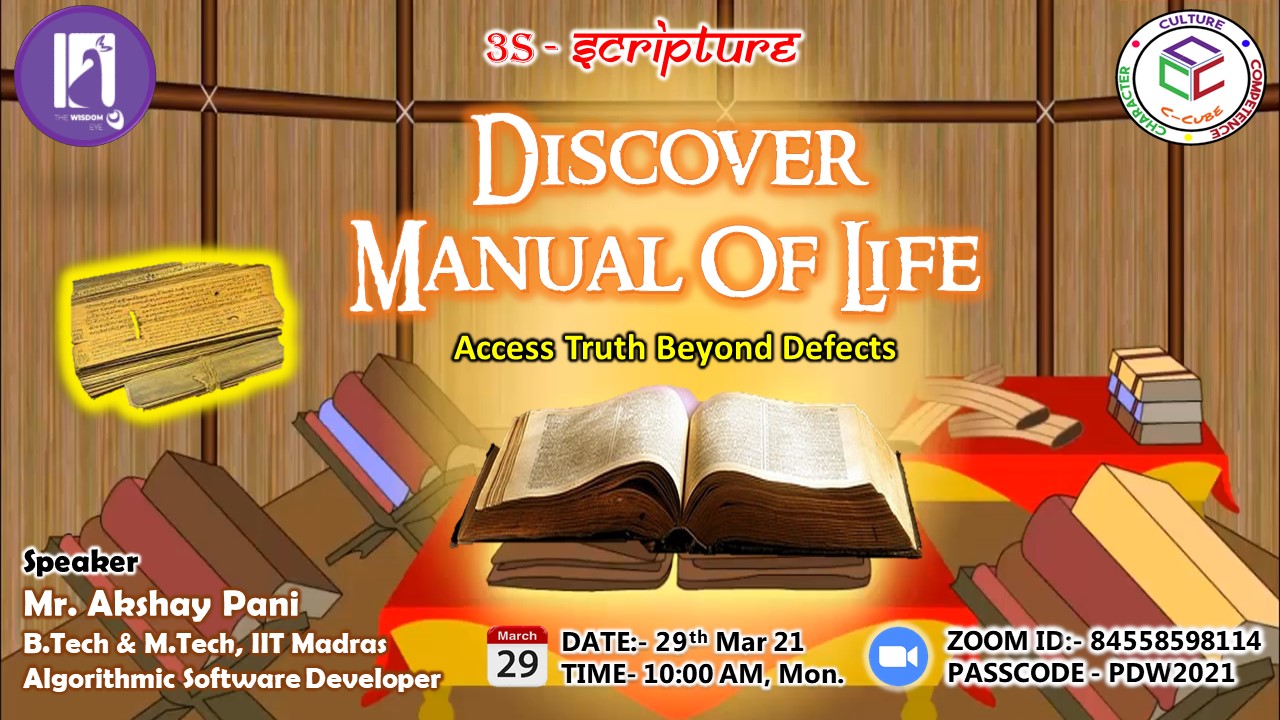 THE WISDOM
EYE
3S - Scripture
CULTURE
COMPETENCE
CHARACTER
C-CUBE
DISCOVER
MANUAL OF LIFE
Access Truth Beyond Defects
Speaker
Mr. Akshay Pani
B.Tech & M.Tech, IIT Madras
Algorithmic Software Developer
March
29
DATE:- 29th Mar 21
TIME- 10:00 AM, Mon.
ZOOM ID:- 84558598114
PASSCODE - PDW2021